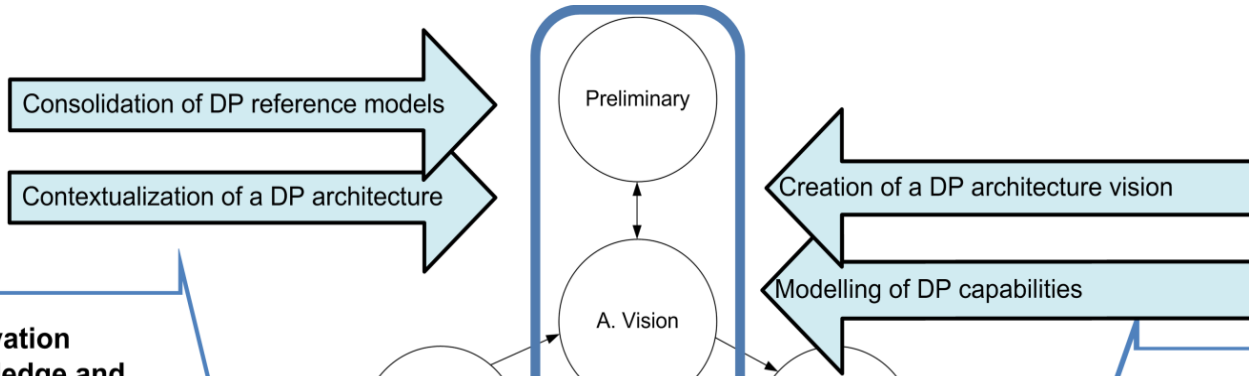 Consolidation of DP reference models
Preliminary
Contextualization of a DP architecture
Creation of a DP architecture vision
Modelling of DP capabilities
A. Vision